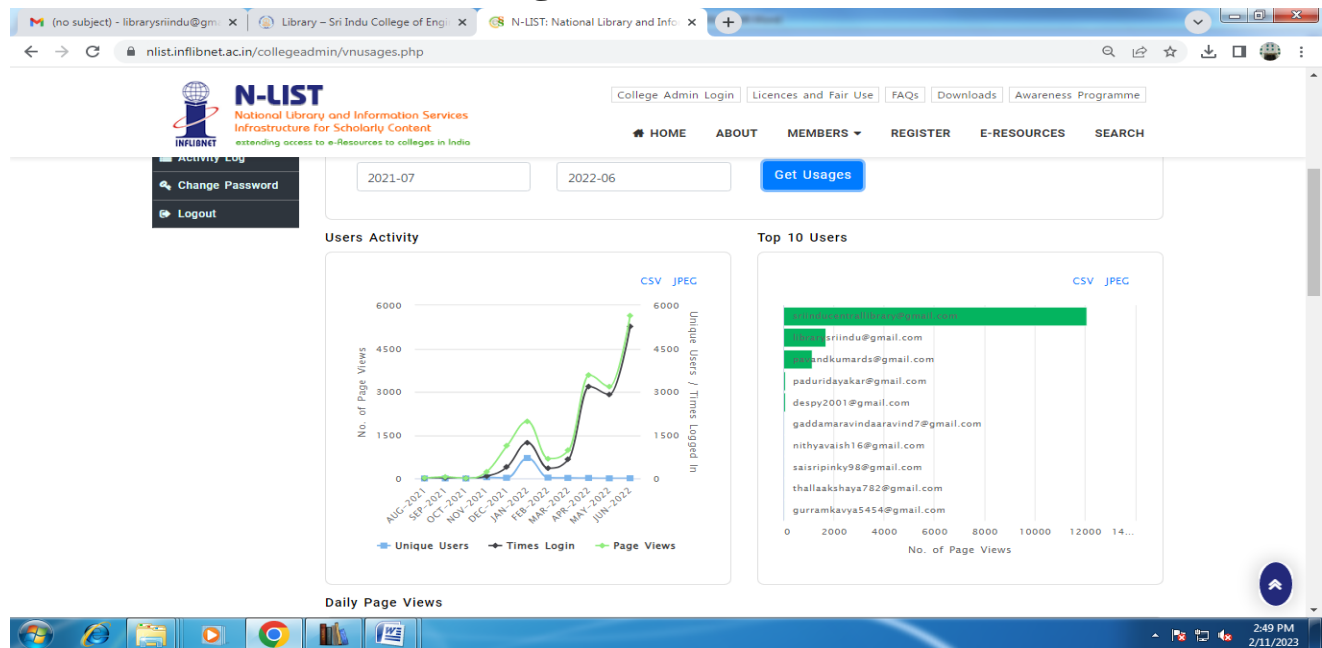 (no subject) - librarysriindu@gm
Library – Sri Indu College of Engi
N-LIST: National Library and Info
nlist.inflibnet.ac.in/collegeadmin/vnusages.php
INFLIBNET
N-LIST
National Library and Information Services
Infrastructure for Scholarly Content
extending access to e-Resources to colleges in India
College Admin Login
Licences and Fair Use
FAQs
Downloads
Awareness Programme
HOME
ABOUT
MEMBERS
REGISTER
E-RESOURCES
SEARCH
Activity Log
Change Password
Logout
2021-07
2022-06
Get Usages
Users Activity
CSV JPEG
No. of Page Views
6000
4500
3000
1500
0
6000
4500
3000
1500
0
Unique Users / Times Logged In
AUG-2021
SEP-2021
OCT-2021
NOV-2021
DEC-2021
JAN-2022
FEB-2022
MAR-2022
APR-2022
MAY-2022
JUN-2022
Unique Users
Times Login
Page Views
Top 10 Users
CSV JPEG
sriinducentrallibrary@gmail.com
librarysriindu@gmail.com
pavandkumards@gmail.com
paduridayakar@gmail.com
despy2001@gmail.com
gaddamaravindaaravind7@gmail.com
nithyavaish16@gmail.com
saisripinky98@gmail.com
thallaakshaya782@gmail.com
gurramkavya5454@gmail.com
0 2000 4000 6000 8000 10000 12000 14...
No. of Page Views
Daily Page Views
2:49 PM
2/11/2023